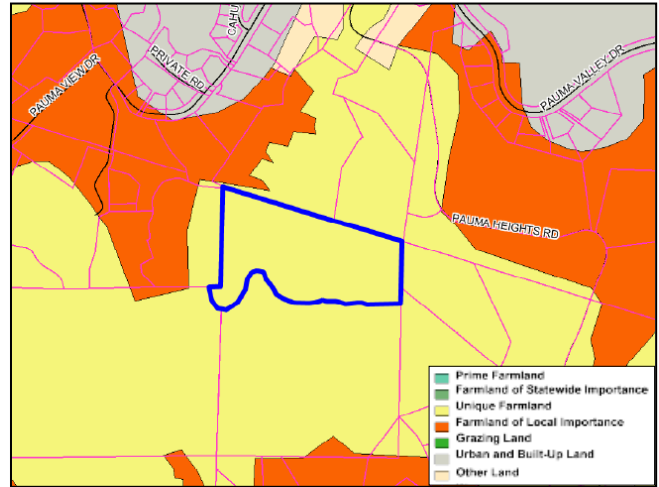 CAHU
PRIVATE RD
PAUMA VIEW DR
PAUMA VALLEY DR
PAUMA HEIGHTS RD
Prime Farmland
Farmland of Statewide Importance
Unique Farmland
Farmland of Local Importance
Grazing Land
Urban and Built-Up Land
Other Land